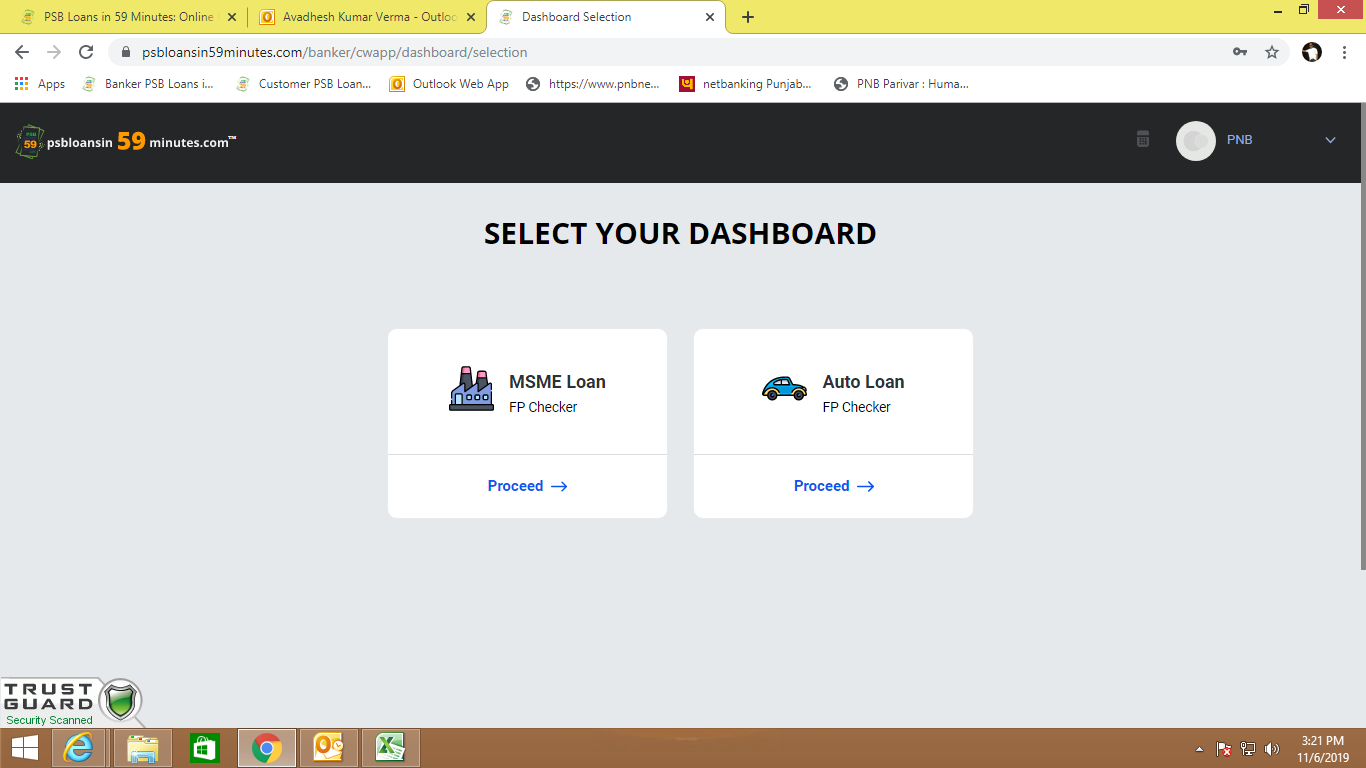 PSB Loans in 59 Minutes: Online
Avadhesh Kumar Verma - Outloo
Dashboard Selection
psbloansin59minutes.com/banker/cwapp/dashboard/selection
Apps
Banker PSB Loans i...
Customer PSB Loan...
Outlook Web App
https://www.pnbne...
netbanking Punjab...
PNB Parivar : Huma...
PSB
59
psbloansin 59 minutes.com™
PNB
SELECT YOUR DASHBOARD
MSME Loan
FP Checker
Proceed
Auto Loan
FP Checker
Proceed
TRUST
GUARD
Security Scanned
3:21 PM
11/6/2019